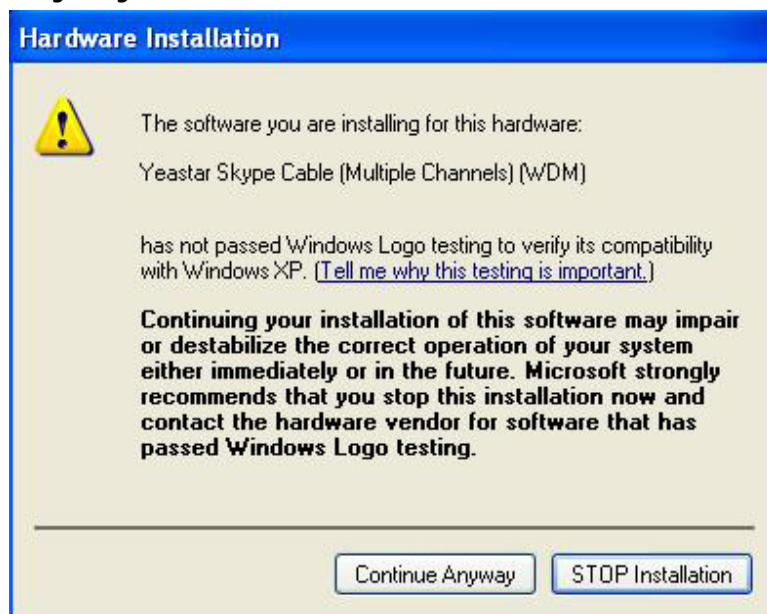 Hardware Installation
The software you are installing for this hardware:
Yeastar Skype Cable (Multiple Channels) (WDM)
has not passed Windows Logo testing to verify its compatibility
with Windows XP. (Tell me why this testing is important.)
Continuing your installation of this software may impair
or destabilize the correct operation of your system
either immediately or in the future. Microsoft strongly
recommends that you stop this installation now and
contact the hardware vendor for software that has
passed Windows Logo testing.
Continue Anyway
STOP Installation